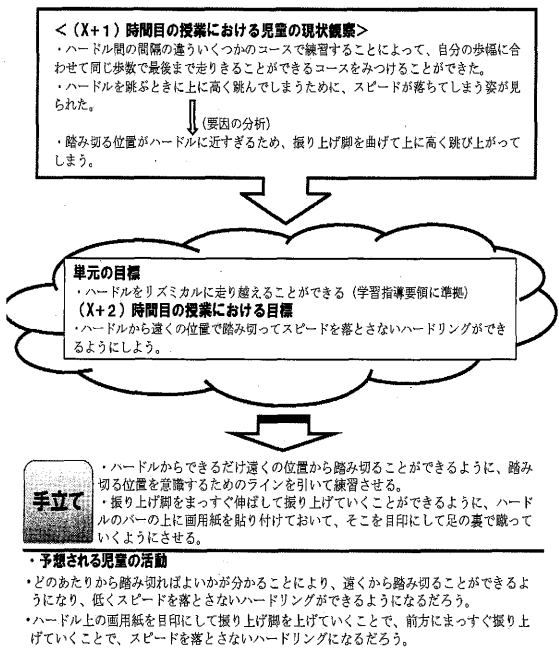 ＜（X＋１）時間目の授業における児童の現状観察＞
・ハードル間の間隔の違ういくつかのコースで練習することによって、自分の歩幅に合
わせて同じ歩数で最後まで走りきることができるコースをみつけることができた。
・ハードルを跳ぶときに上に高く跳んでしまうために、スピードが落ちてしまう姿が見
られた。
（要因の分析）
・踏み切る位置がハードルに近すぎるため、振り上げ脚を曲げて上に高く跳び上がって
しまう。
単元の目標
・ハードルをリズミカルに走り越えることができる（学習指導要領に準拠）
（X＋２）時間目の授業における目標
・ハードルから遠くの位置で踏み切ってスピードを落とさないハードリングができ
るようにしよう。
手立て
・ハードルからできるだけ遠くの位置から踏み切ることができるように、踏み
切る位置を意識するためのラインを引いて練習させる。
・振り上げ脚をまっすぐ伸ばして振り上げていくことができるように、ハード
ルのバーの上に画用紙を貼り付けておいて、そこを目印にして足の裏で蹴って
いくようにさせる。
・予想される児童の活動
・どのあたりから踏み切ればよいかが分かることにより、遠くから踏み切ることができるよ
うになり、低くスピードを落とさないハードリングができるようになるだろう。
・ハードル上の画用紙を目印にして振り上げ脚を上げていくことで、前方にまっすぐ振り上
げていくことで、スピードを落とさないハードリングになるだろう。